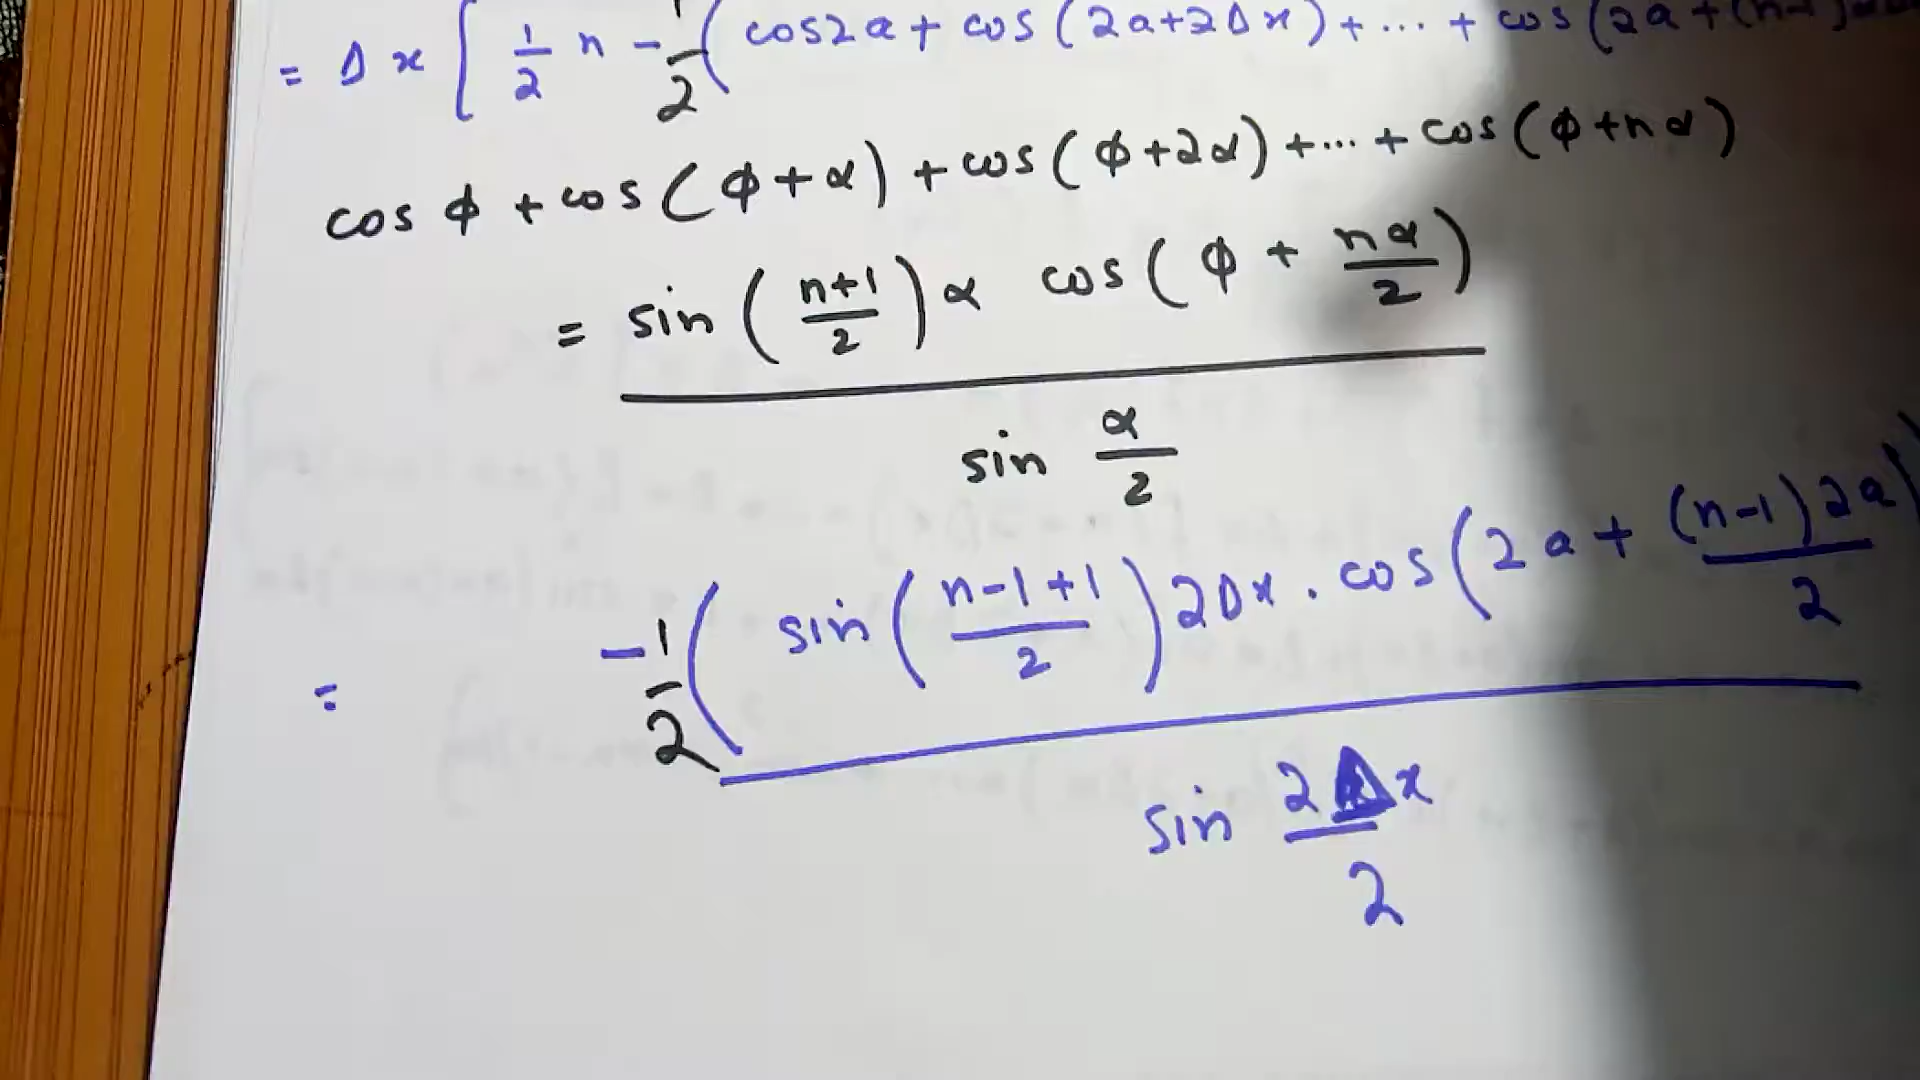 = Δx [ 1/2 n - 1/2 ( cos2a + cos (2a+2Δx) + ... + cos (2a + (n-1)
cos ϕ + cos (ϕ+α) + cos (ϕ+2α) + ... + cos (ϕ+nα)
= sin ( n+1 / 2 ) α cos ( ϕ + nα / 2 )
sin α / 2
= -1/2 ( sin ( n-1+1 / 2 ) 2Δx . cos ( 2a + (n-1) 2a / 2 )
sin 2Δx / 2